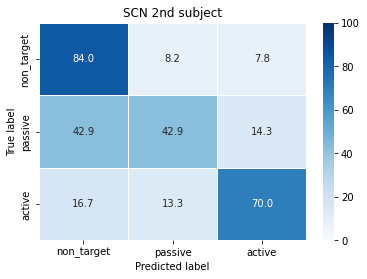 SCN 2nd subject
True label
non_target
84.0 8.2 7.8
passive
42.9 42.9 14.3
active
16.7 13.3 70.0
non_target passive active
Predicted label
100
80
60
40
20
0